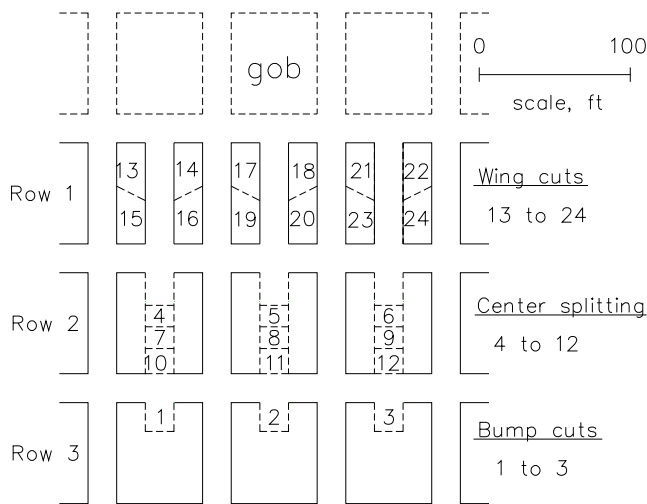 gob
0 100
scale, ft
13 14 17 18 21 22
Row 1
Wing cuts
15 16 19 20 23 24
13 to 24
4 5 6
Center splitting
Row 2
7 8 9
4 to 12
10 11 12
1 2 3
Bump cuts
Row 3
1 to 3